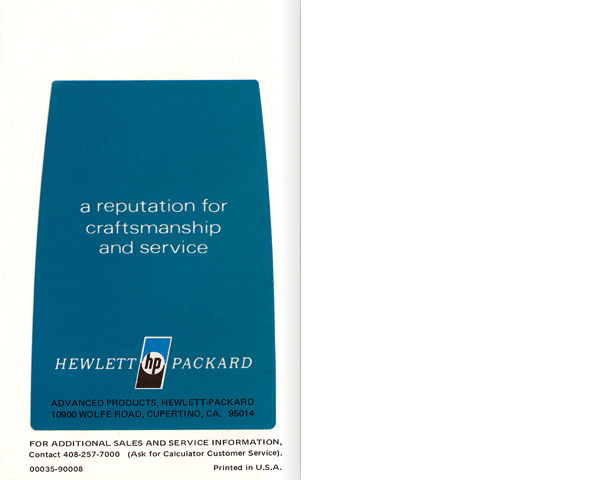 a reputation for
craftsmanship
and service
HEWLETT hp PACKARD
ADVANCED PRODUCTS, HEWLETT-PACKARD
10900 WOLFE ROAD, CUPERTINO, CA. 95014
FOR ADDITIONAL SALES AND SERVICE INFORMATION,
Contact 408-257-7000 (Ask for Calculator Customer Service).
00035-90008 Printed in U.S.A.